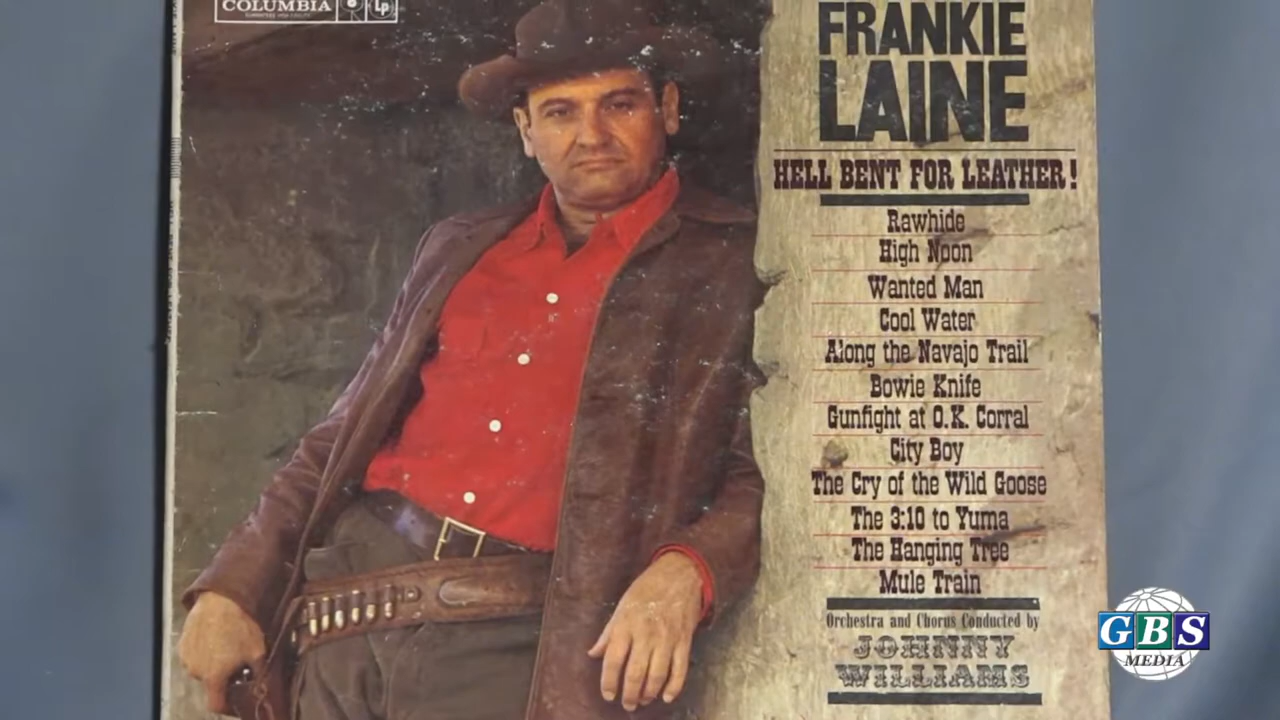 COLUMBIA
Lp
FRANKIE
LAINE
HELL BENT FOR LEATHER!
Rawhide
High Noon
Wanted Man
Cool Water
Along the Navajo Trail
Bowie Knife
Gunfight at O.K. Corral
City Boy
The Cry of the Wild Goose
The 3:10 to Yuma
The Hanging Tree
Mule Train
Orchestra and Chorus Conducted by
JOHNNY
WILLIAMS
GBS
MEDIA